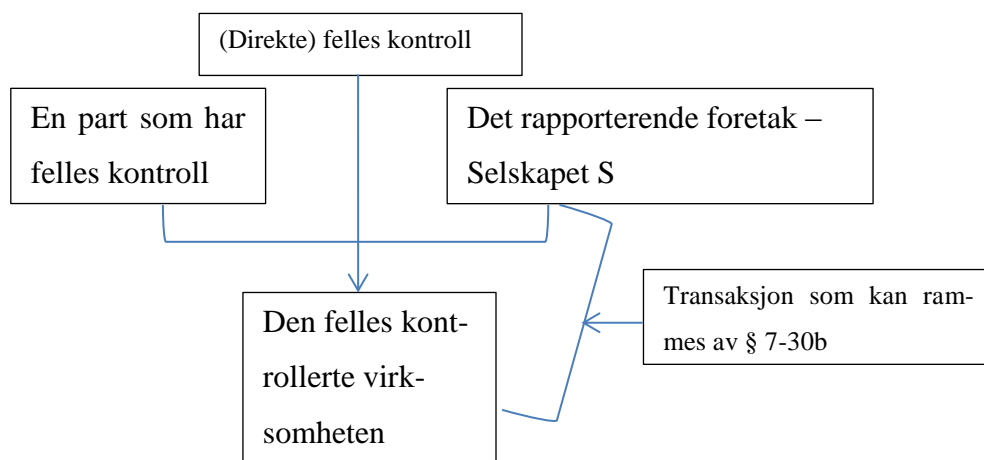 (Direkte) felles kontroll
En part som har
felles kontroll
Det rapporterende foretak –
Selskapet S
Transaksjon som kan ram-
mes av § 7-30b
Den felles kont-
rollerte virk-
somheten